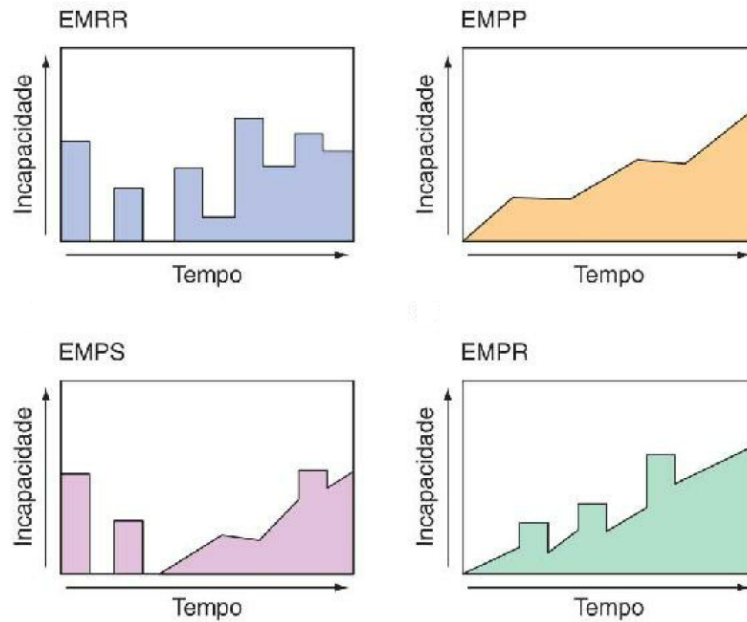 EMRR
Incapacidade
Tempo
EMPP
Incapacidade
Tempo
EMPS
Incapacidade
Tempo
EMPR
Incapacidade
Tempo